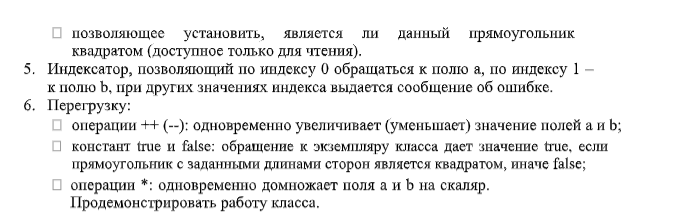 □ позволяющее установить, является ли данный прямоугольник
квадратом (доступное только для чтения).
5. Индексатор, позволяющий по индексу 0 обращаться к полю a, по индексу 1 –
к полю b, при других значениях индекса выдается сообщение об ошибке.
6. Перегрузку:
□ операции ++ (--): одновременно увеличивает (уменьшает) значение полей a и b;
□ констант true и false: обращение к экземпляру класса дает значение true, если
прямоугольник с заданными длинами сторон является квадратом, иначе false;
□ операции *: одновременно домножает поля a и b на скаляр.
Продемонстрировать работу класса.